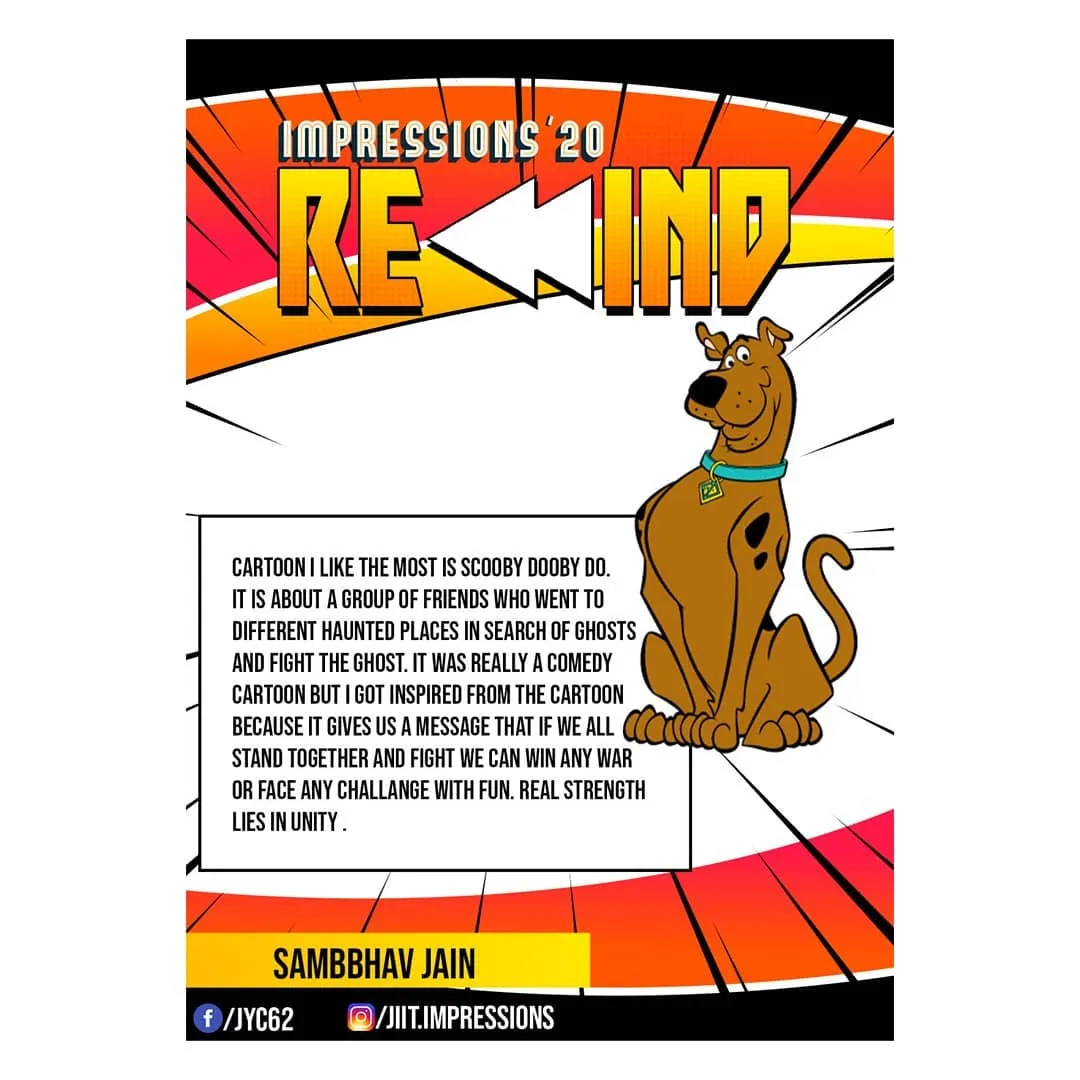 IMPRESSIONS'20
REWIND
CARTOON I LIKE THE MOST IS SCOOBY DOOBY DO.
IT IS ABOUT A GROUP OF FRIENDS WHO WENT TO
DIFFERENT HAUNTED PLACES IN SEARCH OF GHOSTS
AND FIGHT THE GHOST. IT WAS REALLY A COMEDY
CARTOON BUT I GOT INSPIRED FROM THE CARTOON
BECAUSE IT GIVES US A MESSAGE THAT IF WE ALL
STAND TOGETHER AND FIGHT WE CAN WIN ANY WAR
OR FACE ANY CHALLANGE WITH FUN. REAL STRENGTH
LIES IN UNITY .
SAMBBHAV JAIN
/JYC62 /JIIT.IMPRESSIONS